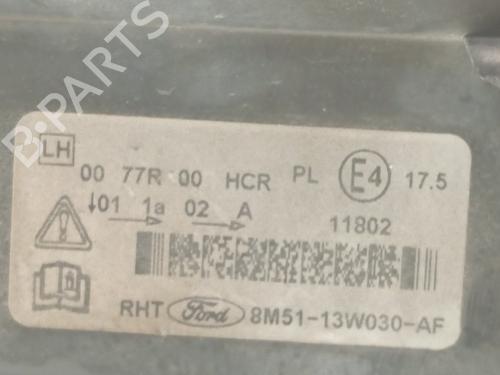 B-PARTS
LH
00 77R 00 HCR PL E4 17.5
↓01 1a 02 A
11802
RHT Ford 8M51-13W030-AF